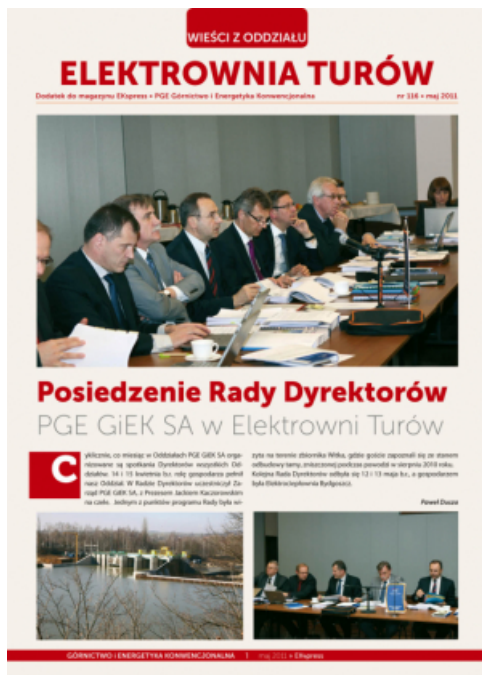 WIEŚCI Z ODDZIAŁU
ELEKTROWNIA TURÓW
Dodatek do magazynu EKspress • PGE Górnictwo i Energetyka Konwencjonalna nr 116 • maj 2011
Posiedzenie Rady Dyrektorów
PGE GiEK SA w Elektrowni Turów
Cyklicznie, co miesiąc w Oddziałach PGE GiEK SA orga-
nizowane są spotkania Dyrektorów wszystkich Od-
działów. 14 i 15 kwietnia b.r. rolę gospodarza pełnił
nasz Oddział. W Radzie Dyrektorów uczestniczył Za-
rząd PGE GiEK SA, z Prezesem Jackiem Kaczorowskim
na czele. Jednym z punktów programu Rady była wi-
zyta na terenie zbiornika Witka, gdzie goście zapoznali się ze stanem
odbudowy tamy, zniszczonej podczas powodzi w sierpniu 2010 roku.
Kolejna Rada Dyrektorów odbyła się 12 i 13 maja b.r., a gospodarzem
była Elektrociepłownia Bydgoszcz.
Paweł Duzza
GÓRNICTWO i ENERGETYKA KONWENCJONALNA 1 maj 2011 • EKspress